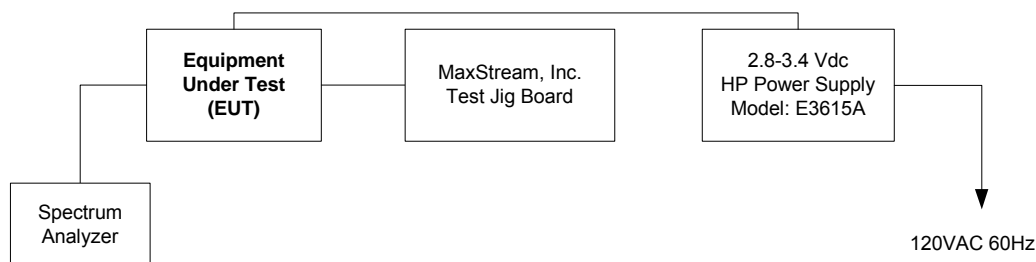 Equipment
Under Test
(EUT)
MaxStream, Inc.
Test Jig Board
2.8-3.4 Vdc
HP Power Supply
Model: E3615A
Spectrum
Analyzer
120VAC 60Hz